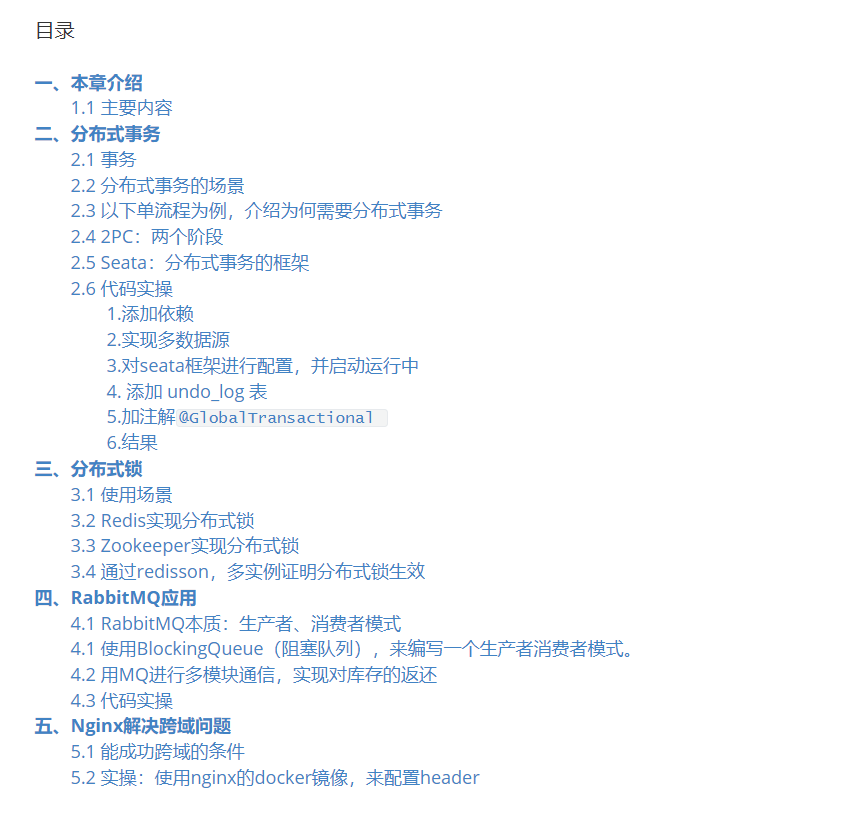 目录
一、本章介绍
1.1 主要内容
二、分布式事务
2.1 事务
2.2 分布式事务的场景
2.3 以下单流程为例，介绍为何需要分布式事务
2.4 2PC：两个阶段
2.5 Seata：分布式事务的框架
2.6 代码实操
1.添加依赖
2.实现多数据源
3.对seata框架进行配置，并启动运行中
4. 添加 undo_log 表
5.加注解 @GlobalTransactional
6.结果
三、分布式锁
3.1 使用场景
3.2 Redis实现分布式锁
3.3 Zookeeper实现分布式锁
3.4 通过redisson，多实例证明分布式锁生效
四、RabbitMQ应用
4.1 RabbitMQ本质：生产者、消费者模式
4.1 使用BlockingQueue（阻塞队列），来编写一个生产者消费者模式。
4.2 用MQ进行多模块通信，实现对库存的返还
4.3 代码实操
五、Nginx解决跨域问题
5.1 能成功跨域的条件
5.2 实操：使用nginx的docker镜像，来配置header